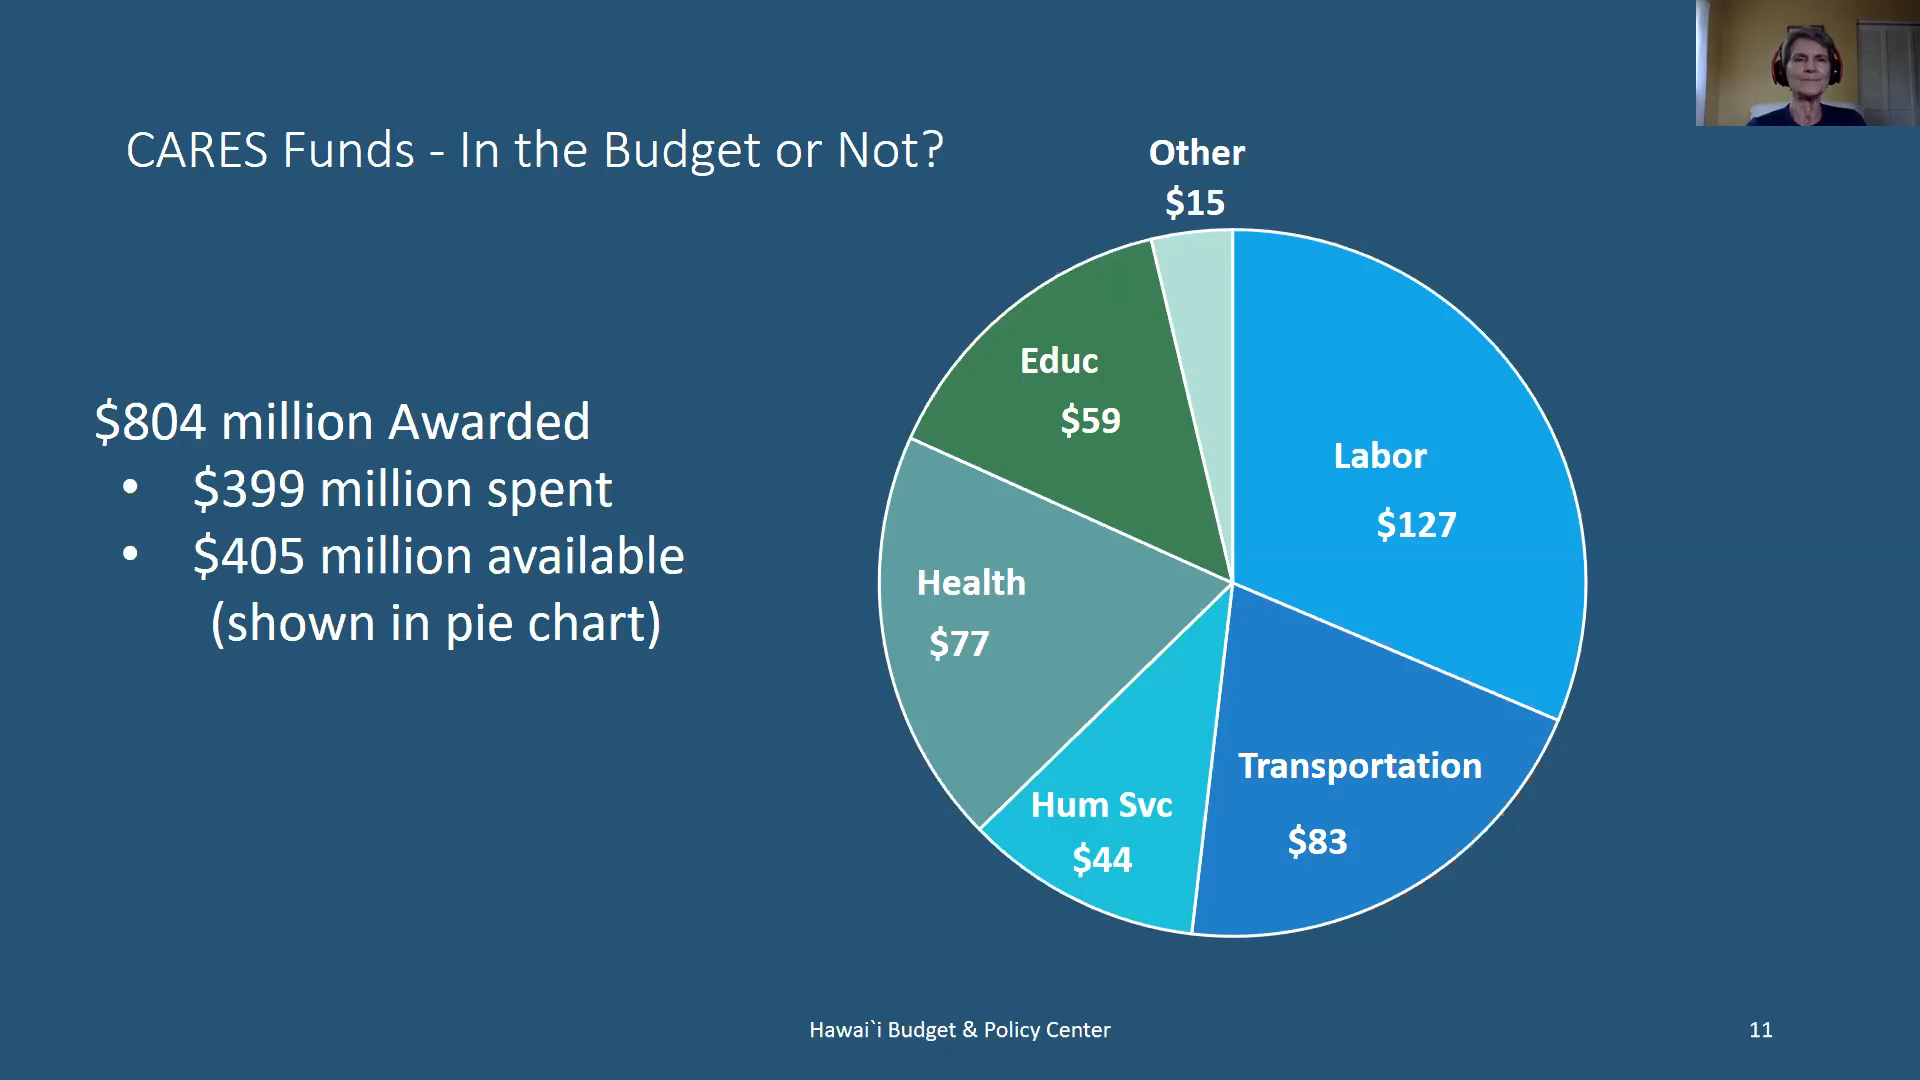 CARES Funds - In the Budget or Not?
$804 million Awarded
• $399 million spent
• $405 million available
(shown in pie chart)
Other
$15
Labor
$127
Transportation
$83
Hum Svc
$44
Health
$77
Educ
$59
Hawai`i Budget & Policy Center
11